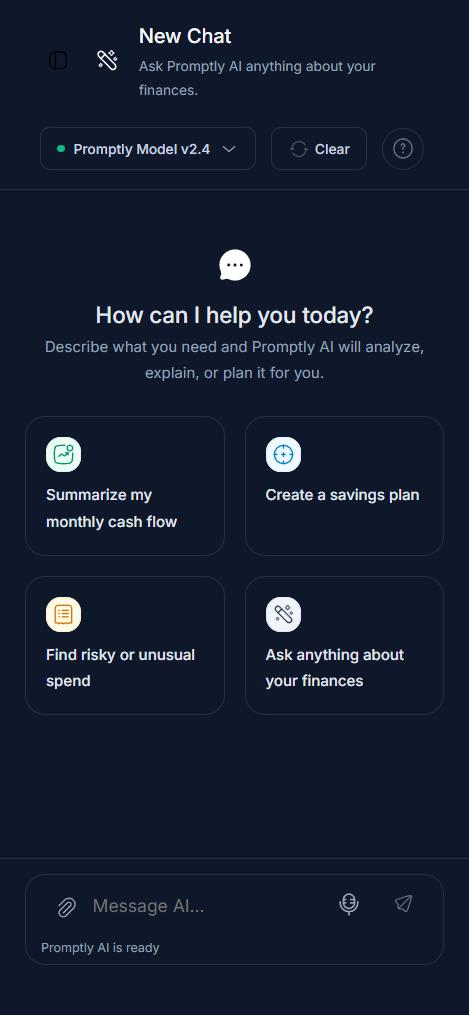 New Chat
Ask Promptly AI anything about your
finances.
Promptly Model v2.4
Clear
How can I help you today?
Describe what you need and Promptly AI will analyze,
explain, or plan it for you.
Summarize my
monthly cash flow
Create a savings plan
Find risky or unusual
spend
Ask anything about
your finances
Message AI...
Promptly AI is ready